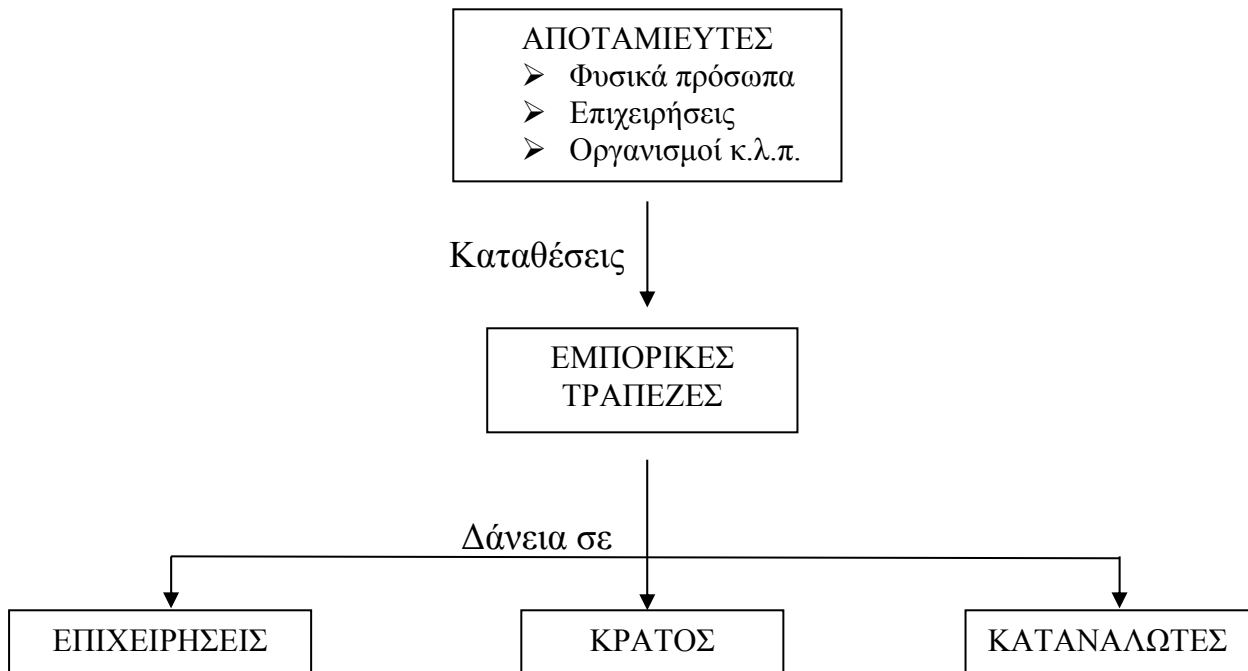 ΑΠΟΤΑΜΙΕΥΤΕΣ
➢ Φυσικά πρόσωπα
➢ Επιχειρήσεις
➢ Οργανισμοί κ.λ.π.
Καταθέσεις
ΕΜΠΟΡΙΚΕΣ
ΤΡΑΠΕΖΕΣ
Δάνεια σε
ΕΠΙΧΕΙΡΗΣΕΙΣ
ΚΡΑΤΟΣ
ΚΑΤΑΝΑΛΩΤΕΣ